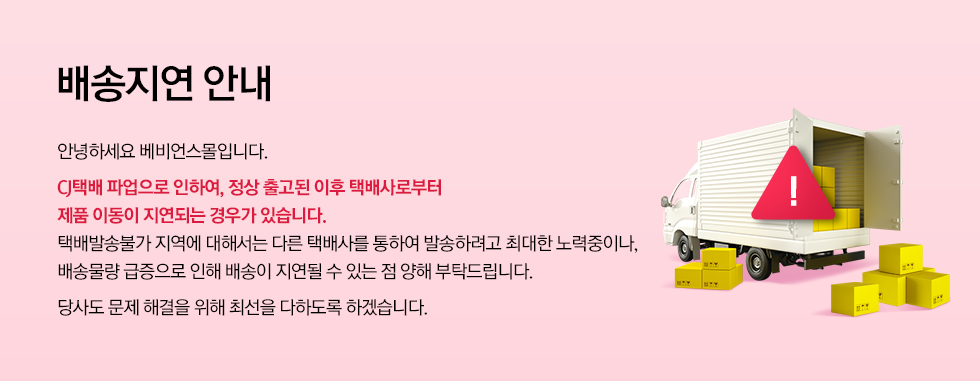 배송지연 안내
안녕하세요 베비언스몰입니다.
CJ택배 파업으로 인하여, 정상 출고된 이후 택배사로부터
제품 이동이 지연되는 경우가 있습니다.
택배발송불가 지역에 대해서는 다른 택배사를 통하여 발송하려고 최대한 노력중이나,
배송물량 급증으로 인해 배송이 지연될 수 있는 점 양해 부탁드립니다.
당사도 문제 해결을 위해 최선을 다하도록 하겠습니다.
!